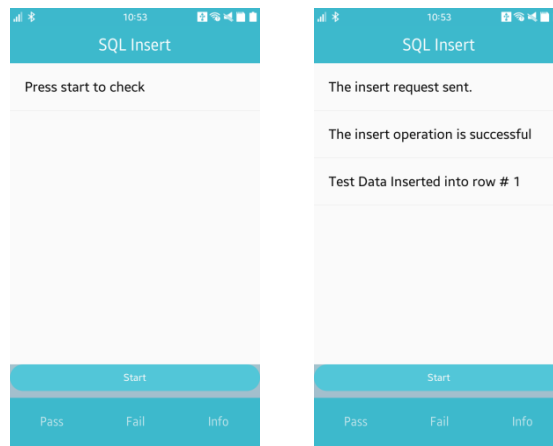 10:53
SQL Insert
Press start to check
Start
Pass Fail Info
10:53
SQL Insert
The insert request sent.
The insert operation is successful
Test Data Inserted into row # 1
Start
Pass Fail Info